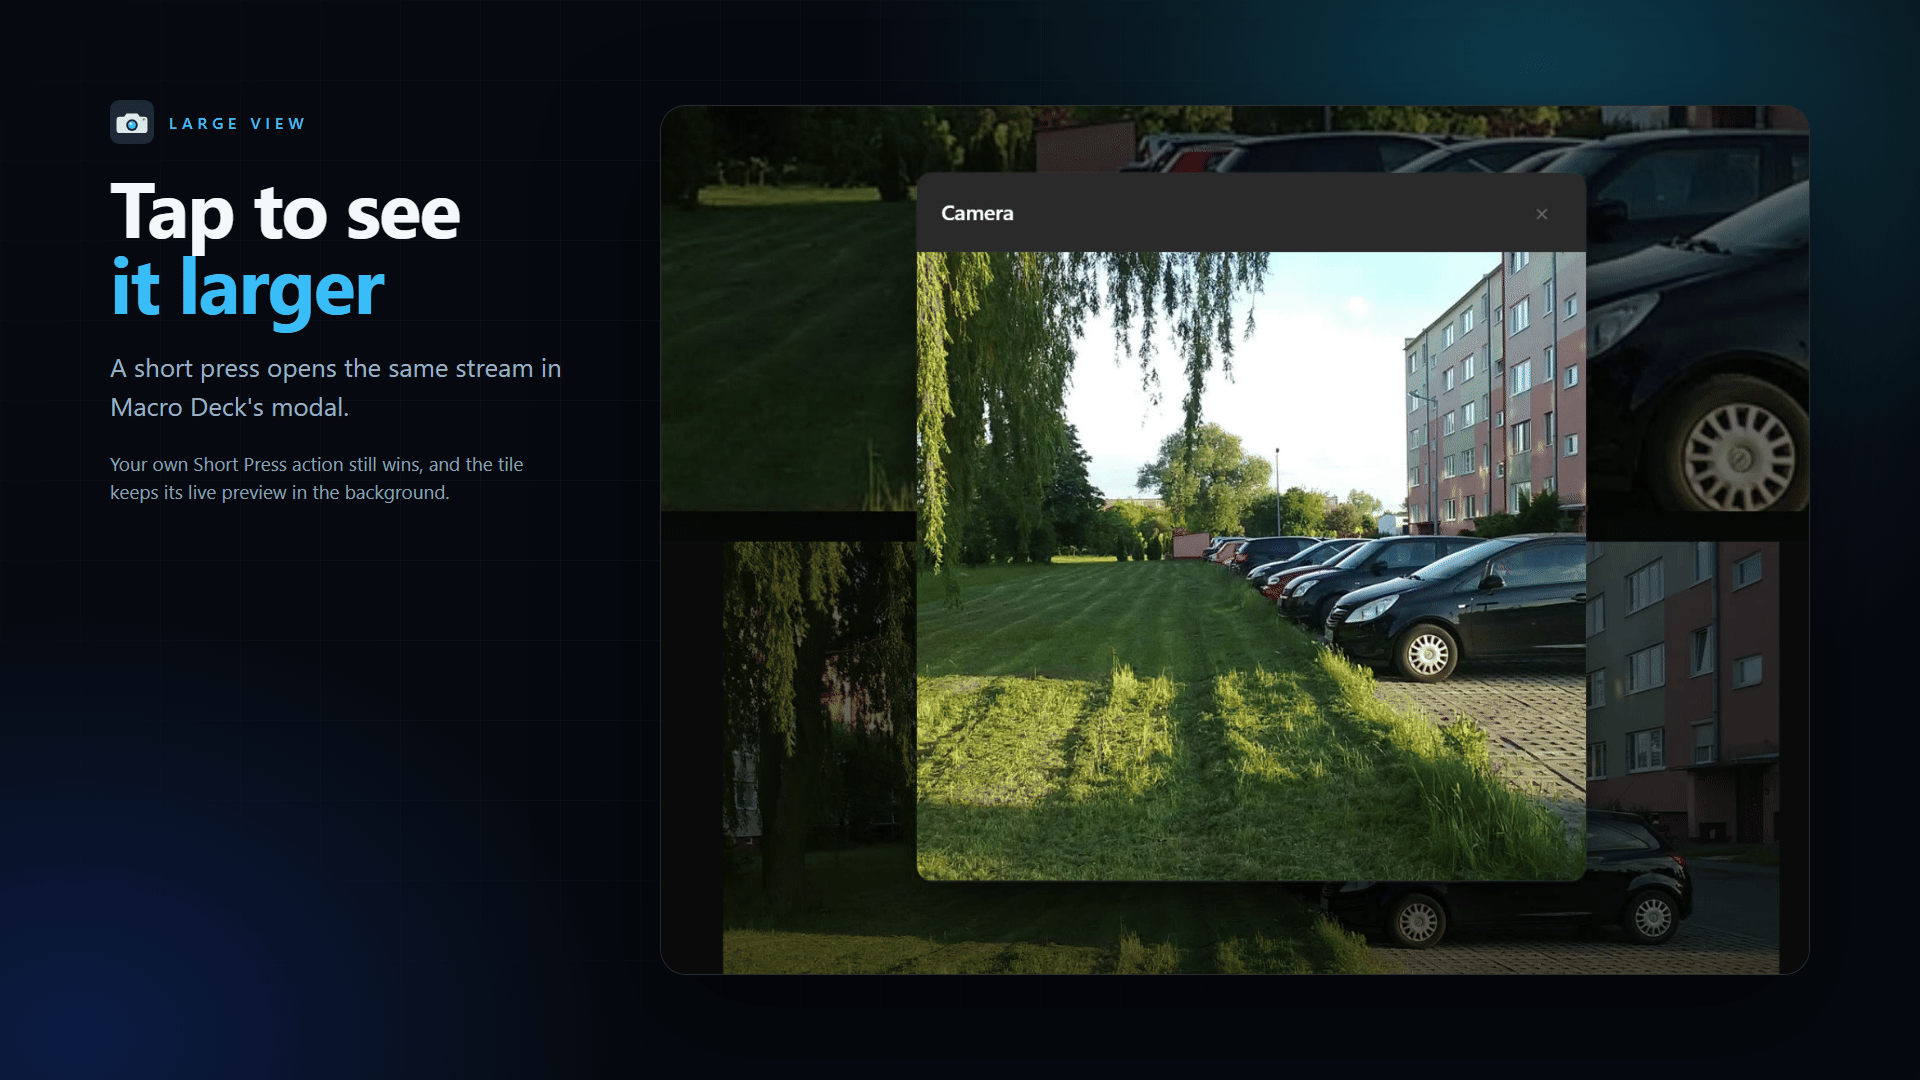 LARGE VIEW
Tap to see
it larger
A short press opens the same stream in
Macro Deck's modal.
Your own Short Press action still wins, and the tile
keeps its live preview in the background.
Camera